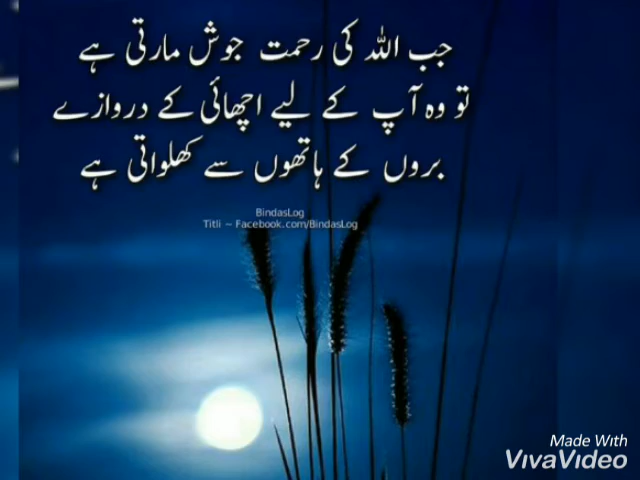 جب اللہ کی رحمت جوش مارتی ہے
تو وہ آپ کے لیے اچھائی کے دروازے
بروں کے ہاتھوں سے کھلواتی ہے
BindasLog
Titli ~ Facebook.com/BindasLog
Made With
VivaVideo